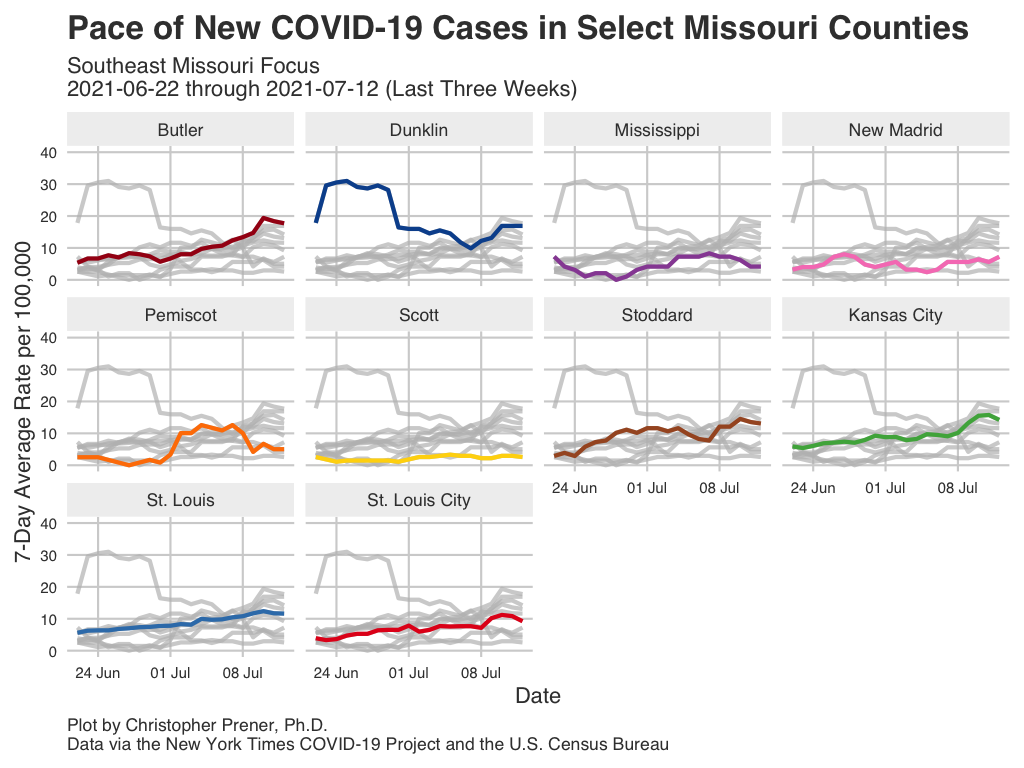 Pace of New COVID-19 Cases in Select Missouri Counties
Southeast Missouri Focus
2021-06-22 through 2021-07-12 (Last Three Weeks)
Butler Dunklin Mississippi New Madrid
40
30
20
10
0
Pemiscot Scott Stoddard Kansas City
40
30
20
10
0
24 Jun 01 Jul 08 Jul 24 Jun 01 Jul 08 Jul
St. Louis St. Louis City
40
30
20
10
0
24 Jun 01 Jul 08 Jul 24 Jun 01 Jul 08 Jul
7-Day Average Rate per 100,000
Date
Plot by Christopher Prener, Ph.D.
Data via the New York Times COVID-19 Project and the U.S. Census Bureau